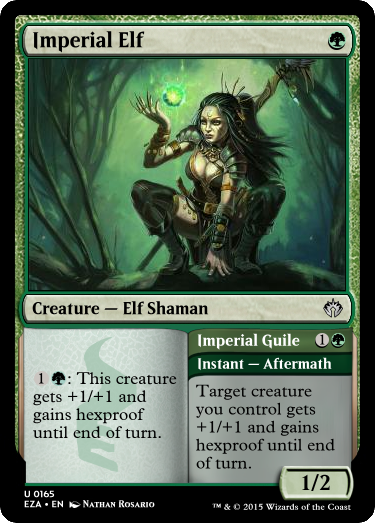 Imperial Elf
Creature — Elf Shaman
1 : This creature
gets +1/+1 and
gains hexproof
until end of turn.
Imperial Guile 1
Instant — Aftermath
Target creature
you control gets
+1/+1 and gains
hexproof until end
of turn.
1/2
U 0165
EZA • EN Nathan Rosario
™ & © 2015 Wizards of the Coast